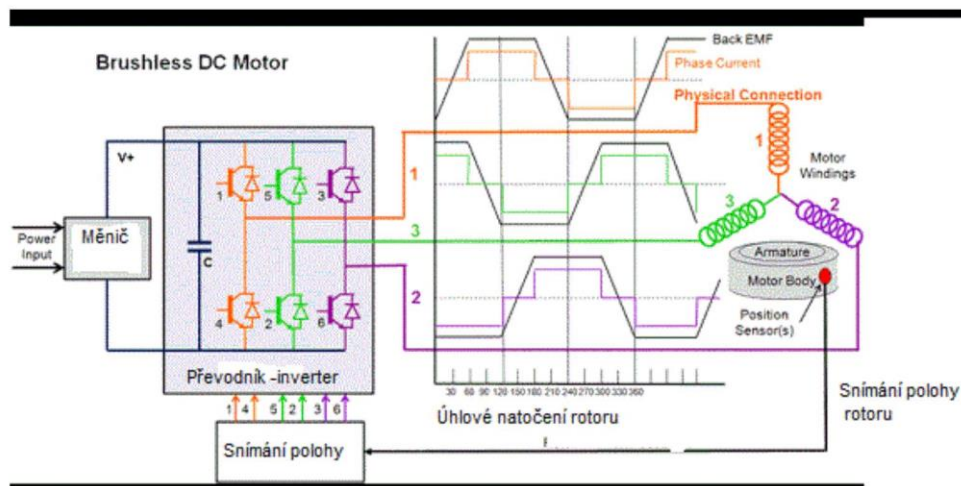 Brushless DC Motor
Back EMF
Phase Current
Physical Connection
V+
1
5
3
1
1
Motor
Windings
3
2
Power
Input
Měnič
C
3
Armature
Motor Body
4
2
6
2
Position
Sensor(s)
Převodník -inverter
30 60 90 120 150 180 210 240 270 300 330 360
1 4 5 2 3 6
Úhlové natočení rotoru
Snímání polohy
rotoru
Snímání polohy